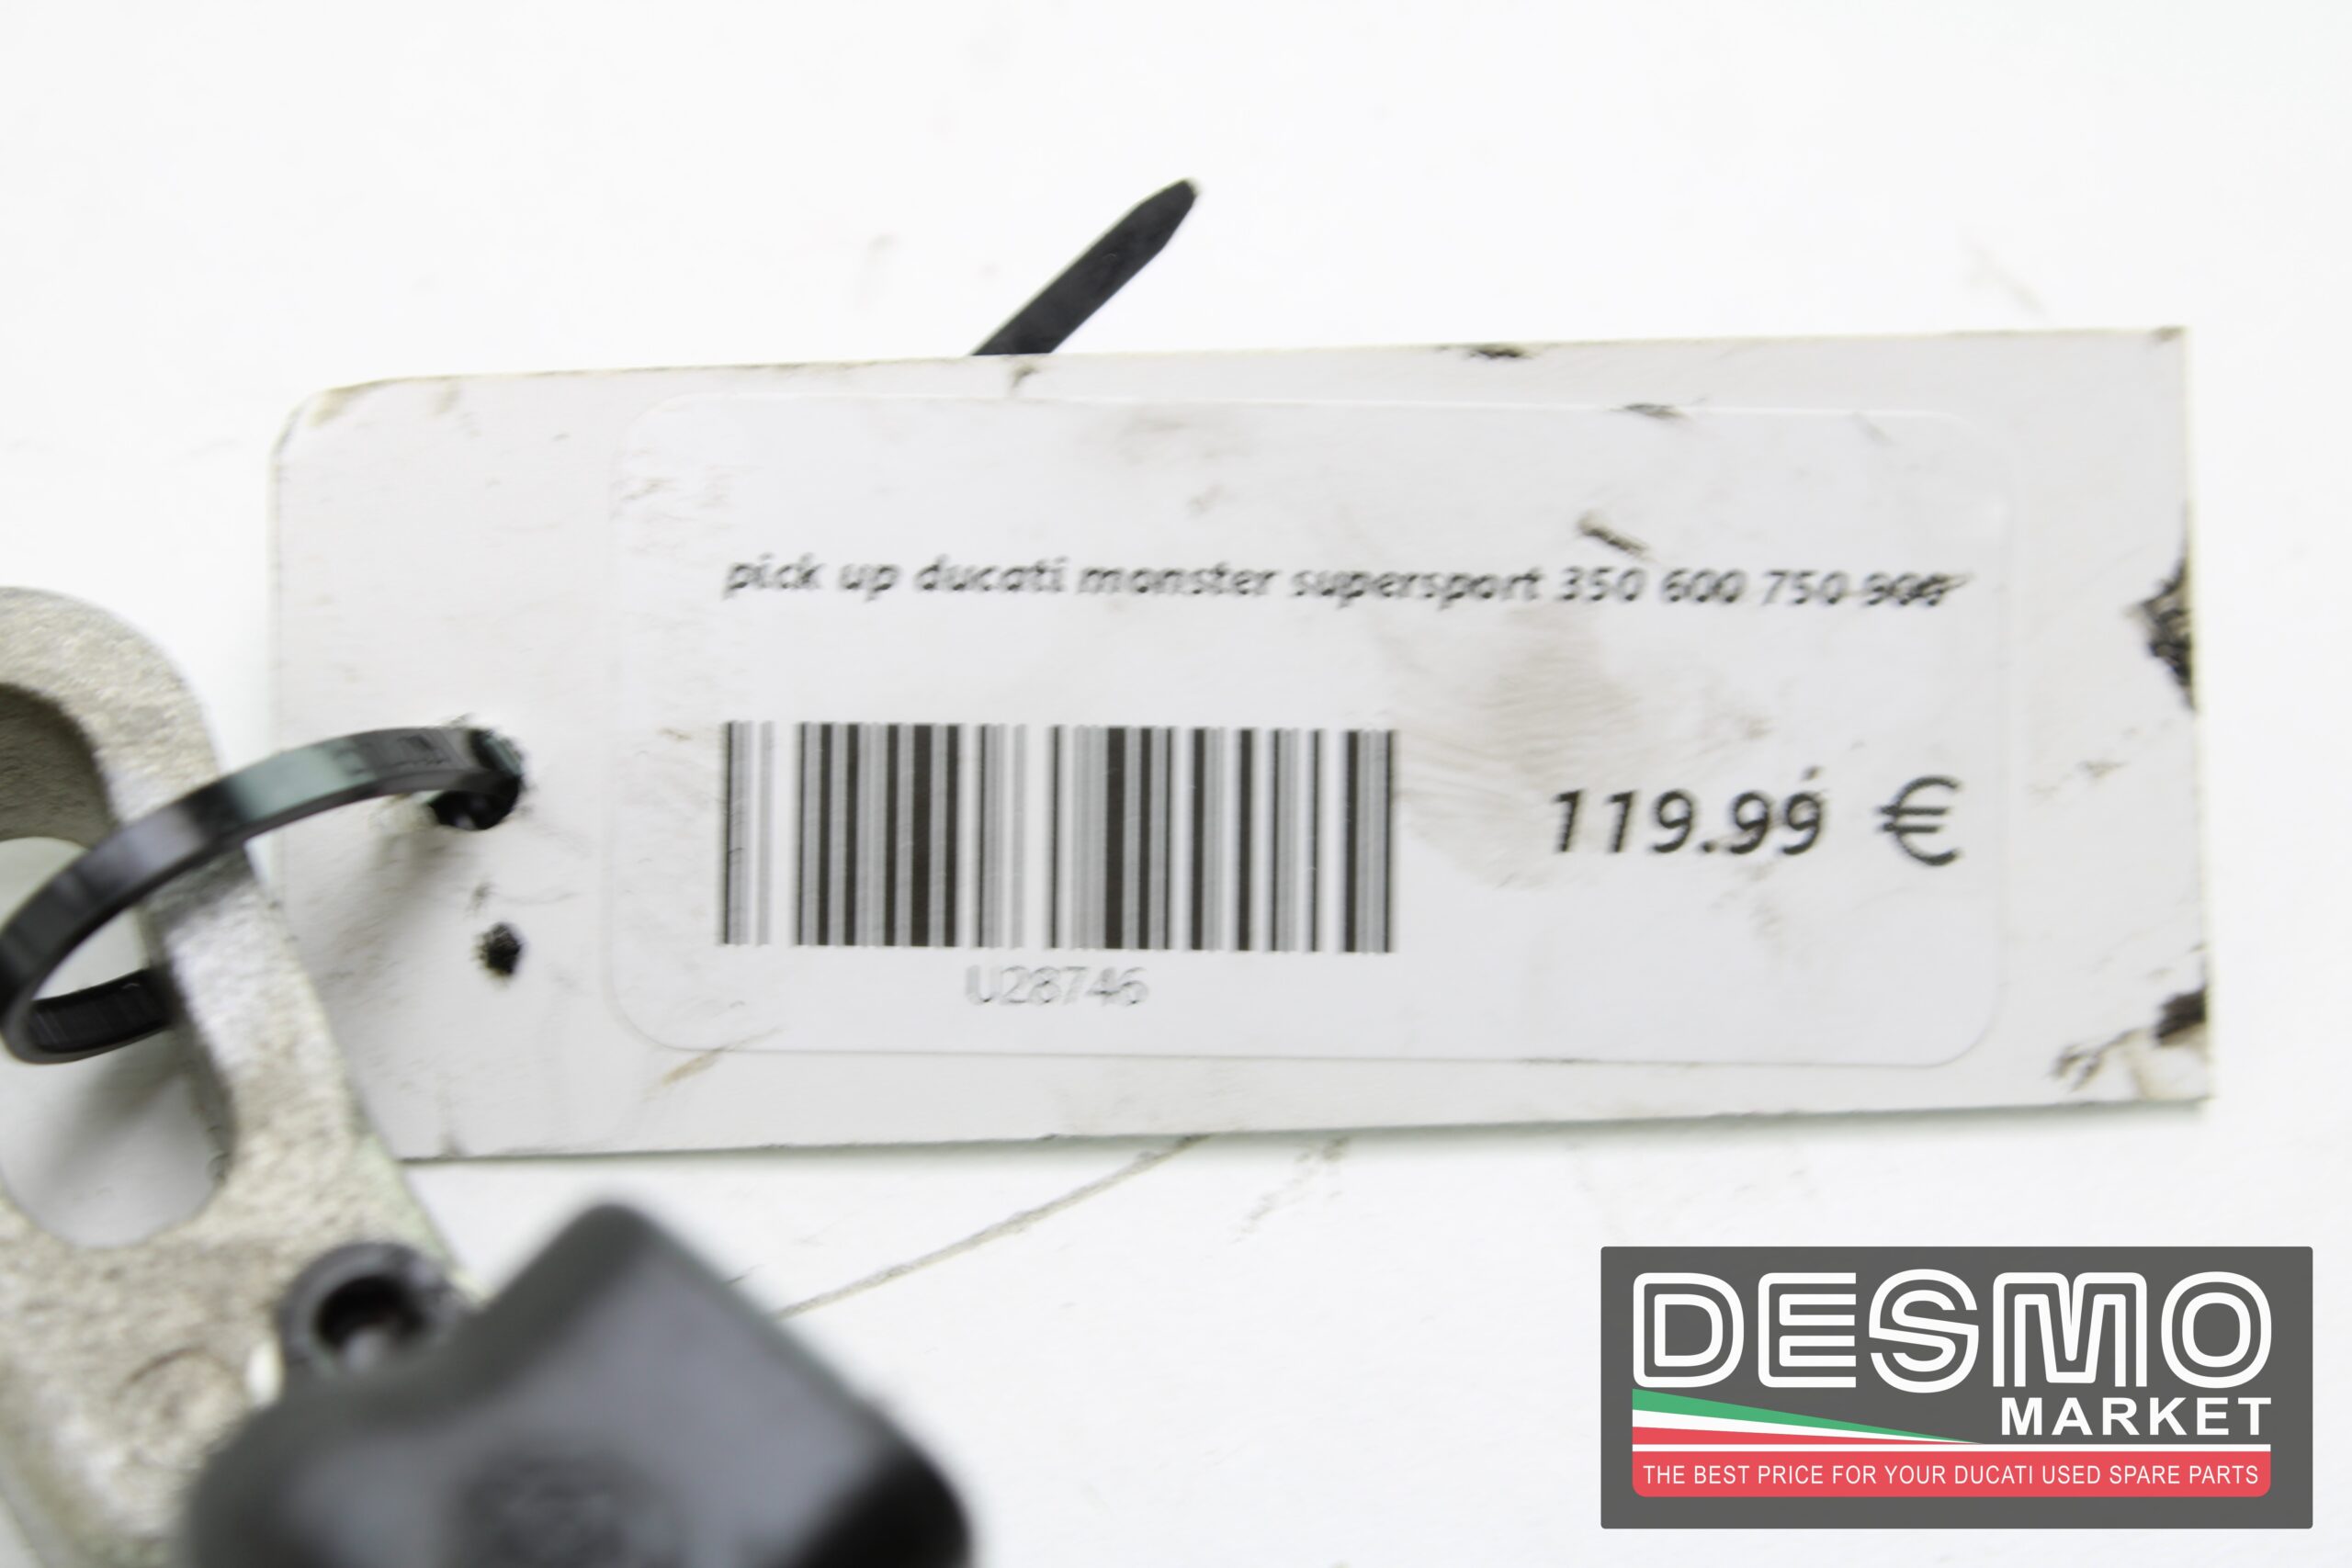 pick up ducati monster supersport 350 600 750 900
119.99 €
U28746
DESMO
MARKET
THE BEST PRICE FOR YOUR DUCATI USED SPARE PARTS